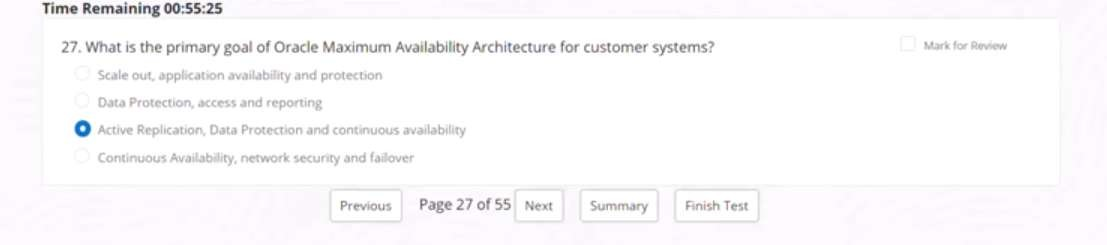 Time Remaining 00:55:25
27. What is the primary goal of Oracle Maximum Availability Architecture for customer systems?
Mark for Review
Scale out, application availability and protection
Data Protection, access and reporting
Active Replication, Data Protection and continuous availability
Continuous Availability, network security and failover
Previous Page 27 of 55 Next Summary Finish Test